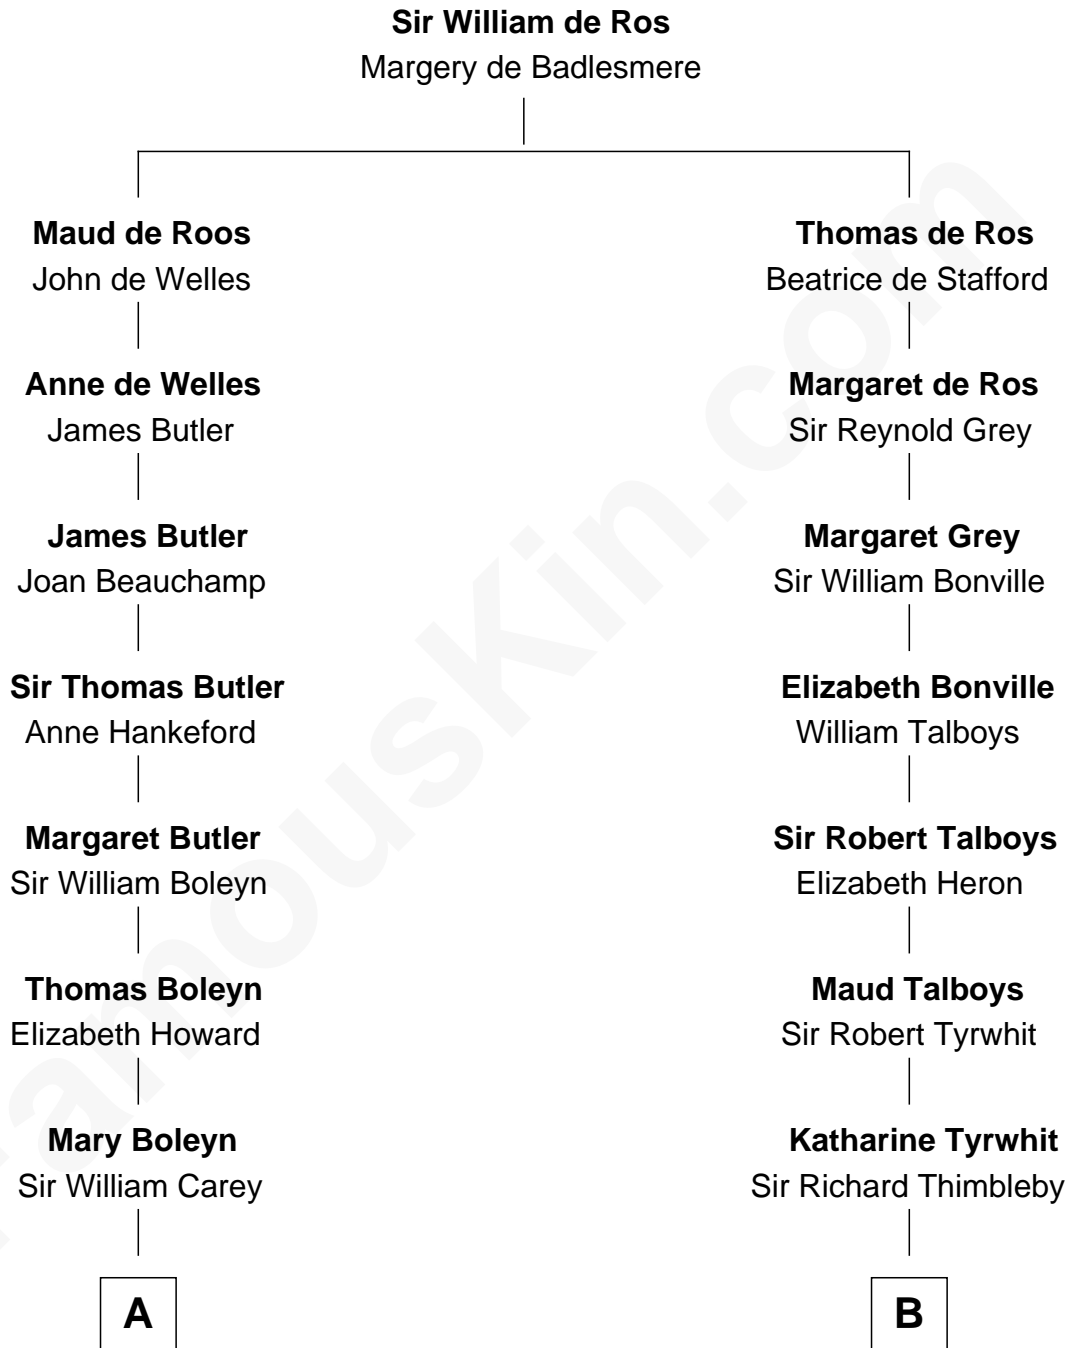 Sir William de Ros
Margery de Badlesmere
Maud de Roos
John de Welles
Thomas de Ros
Beatrice de Stafford
Anne de Welles
James Butler
Margaret de Ros
Sir Reynold Grey
James Butler
Joan Beauchamp
Margaret Grey
Sir William Bonville
Sir Thomas Butler
Anne Hankeford
Elizabeth Bonville
William Talboys
Margaret Butler
Sir William Boleyn
Sir Robert Talboys
Elizabeth Heron
Thomas Boleyn
Elizabeth Howard
Maud Talboys
Sir Robert Tyrwhit
Mary Boleyn
Sir William Carey
Katharine Tyrwhit
Sir Richard Thimbleby
A
B
FamousKin.com